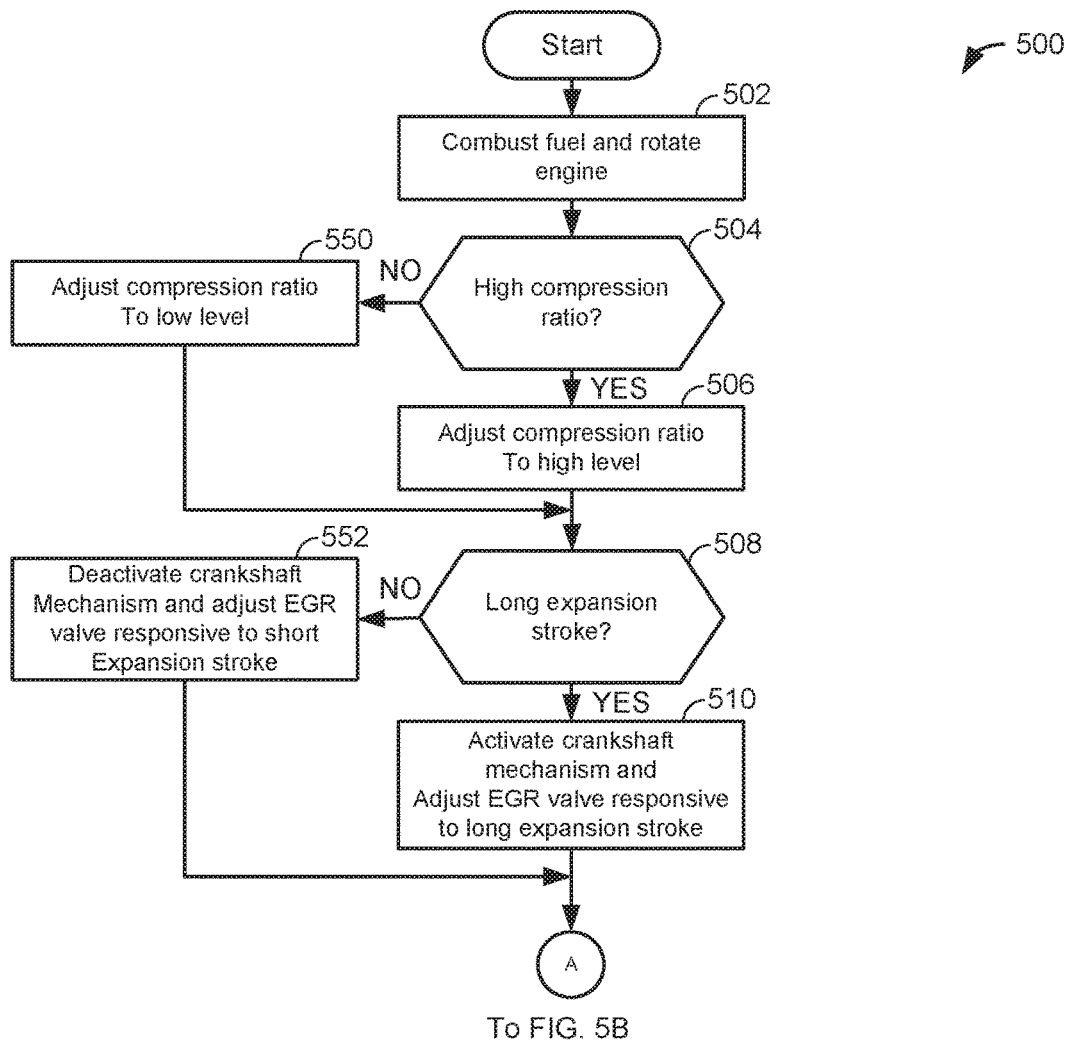 Start
500
502
Combust fuel and rotate
engine
504
High compression
ratio?
NO
550
Adjust compression ratio
To low level
YES
506
Adjust compression ratio
To high level
508
Long expansion
stroke?
NO
552
Deactivate crankshaft
Mechanism and adjust EGR
valve responsive to short
Expansion stroke
YES
510
Activate crankshaft
mechanism and
Adjust EGR valve responsive
to long expansion stroke
A
To FIG. 5B